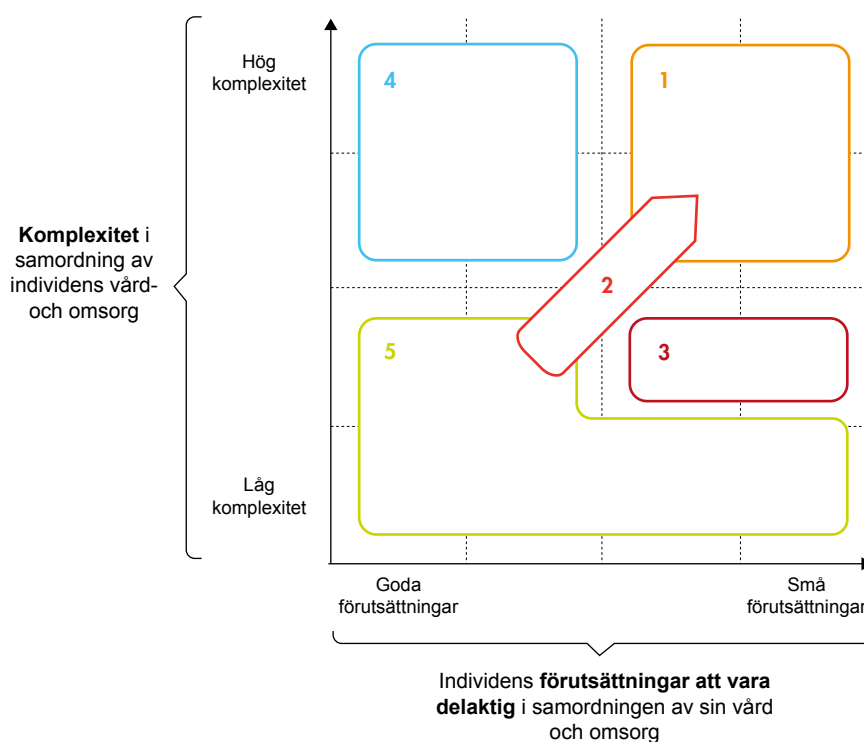 Hög
komplexitet
4
1
Komplexitet i
samordning av
individens vård-
och omsorg
2
5
3
Låg
komplexitet
Goda
förutsättningar
Små
förutsättningar
Individens förutsättningar att vara
delaktig i samordningen av sin vård
och omsorg